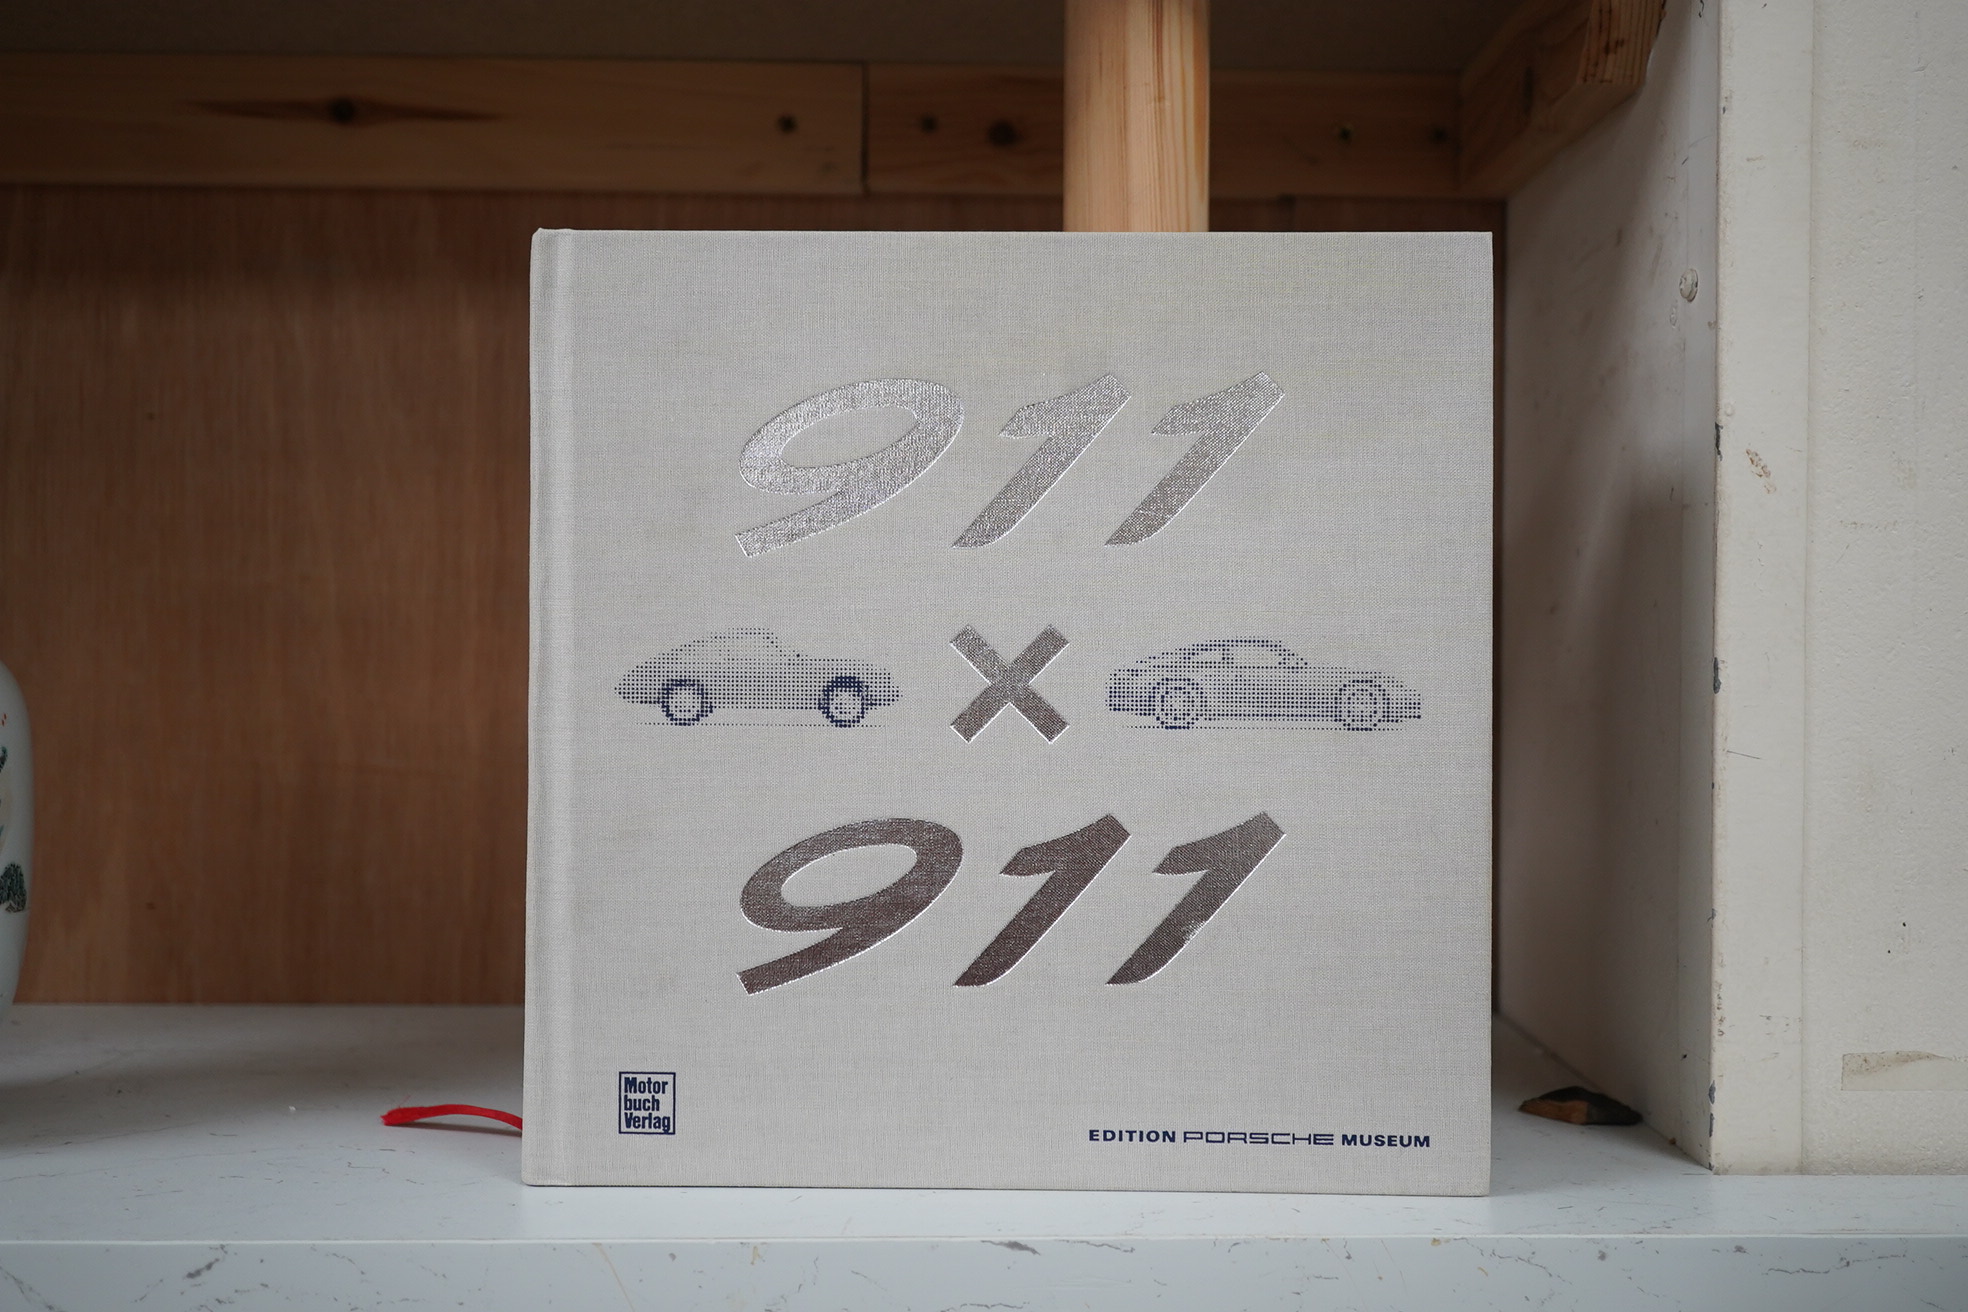 911
×
911
Motor
buch
Verlag
EDITION PORSCHE MUSEUM